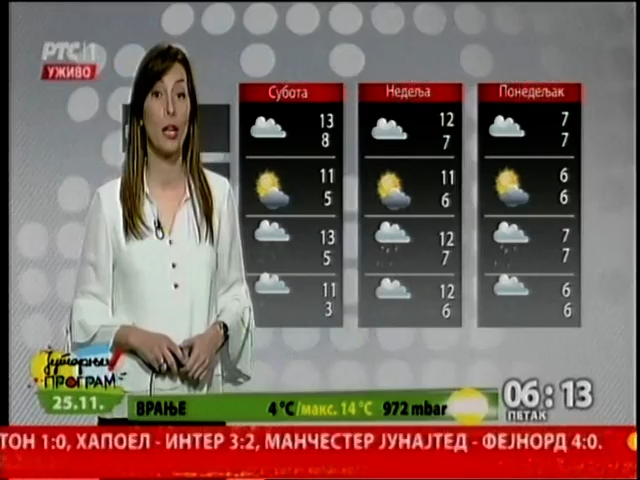 РТС 1
УЖИВО
Субота
13
8
11
5
13
5
11
3
Недеља
12
7
11
6
12
7
12
6
Понедељак
7
7
6
6
7
7
6
6
Јутарњи
ПРОГРАМ
25.11.
ВРАЊЕ 4°C/макс. 14°C 972 mbar
06:13
ПЕТАК
ТОН 1:0, ХАПОЕЛ - ИНТЕР 3:2, МАНЧЕСТЕР ЈУНАЈТЕД - ФЕЈНОРД 4:0.